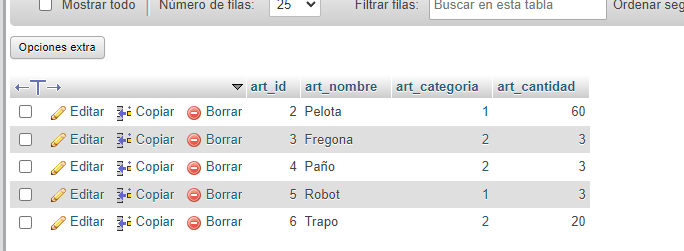 Mostrar todo Número de filas: 25 Filtrar filas: Buscar en esta tabla Ordenar seg
Opciones extra
art_id art_nombre art_categoria art_cantidad
Editar Copiar Borrar 2 Pelota 1 60
Editar Copiar Borrar 3 Fregona 2 3
Editar Copiar Borrar 4 Paño 2 3
Editar Copiar Borrar 5 Robot 1 3
Editar Copiar Borrar 6 Trapo 2 20